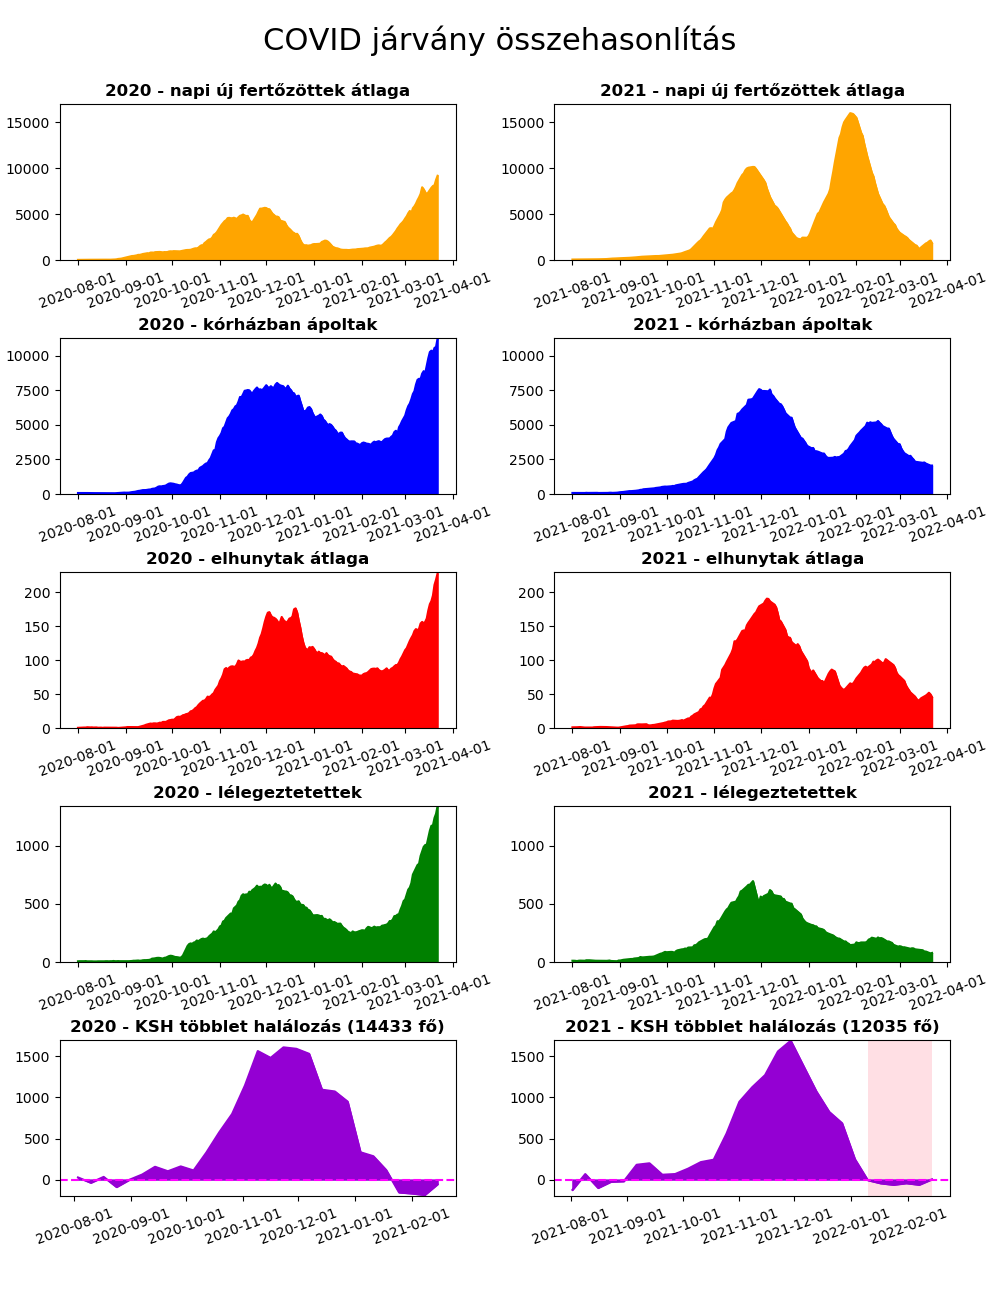 COVID járvány összehasonlítás
2020 - napi új fertőzöttek átlaga
15000
10000
5000
0
2020-08-01 2020-09-01 2020-10-01 2020-11-01 2020-12-01 2021-01-01 2021-02-01 2021-03-01 2021-04-01
2021 - napi új fertőzöttek átlaga
15000
10000
5000
0
2021-08-01 2021-09-01 2021-10-01 2021-11-01 2021-12-01 2022-01-01 2022-02-01 2022-03-01 2022-04-01
2020 - kórházban ápoltak
10000
7500
5000
2500
0
2020-08-01 2020-09-01 2020-10-01 2020-11-01 2020-12-01 2021-01-01 2021-02-01 2021-03-01 2021-04-01
2021 - kórházban ápoltak
10000
7500
5000
2500
0
2021-08-01 2021-09-01 2021-10-01 2021-11-01 2021-12-01 2022-01-01 2022-02-01 2022-03-01 2022-04-01
2020 - elhunytak átlaga
200
150
100
50
0
2020-08-01 2020-09-01 2020-10-01 2020-11-01 2020-12-01 2021-01-01 2021-02-01 2021-03-01 2021-04-01
2021 - elhunytak átlaga
200
150
100
50
0
2021-08-01 2021-09-01 2021-10-01 2021-11-01 2021-12-01 2022-01-01 2022-02-01 2022-03-01 2022-04-01
2020 - lélegeztetettek
1000
500
0
2020-08-01 2020-09-01 2020-10-01 2020-11-01 2020-12-01 2021-01-01 2021-02-01 2021-03-01 2021-04-01
2021 - lélegeztetettek
1000
500
0
2021-08-01 2021-09-01 2021-10-01 2021-11-01 2021-12-01 2022-01-01 2022-02-01 2022-03-01 2022-04-01
2020 - KSH többlet halálozás (14433 fő)
1500
1000
500
0
2020-08-01 2020-09-01 2020-10-01 2020-11-01 2020-12-01 2021-01-01 2021-02-01
2021 - KSH többlet halálozás (12035 fő)
1500
1000
500
0
2021-08-01 2021-09-01 2021-10-01 2021-11-01 2021-12-01 2022-01-01 2022-02-01